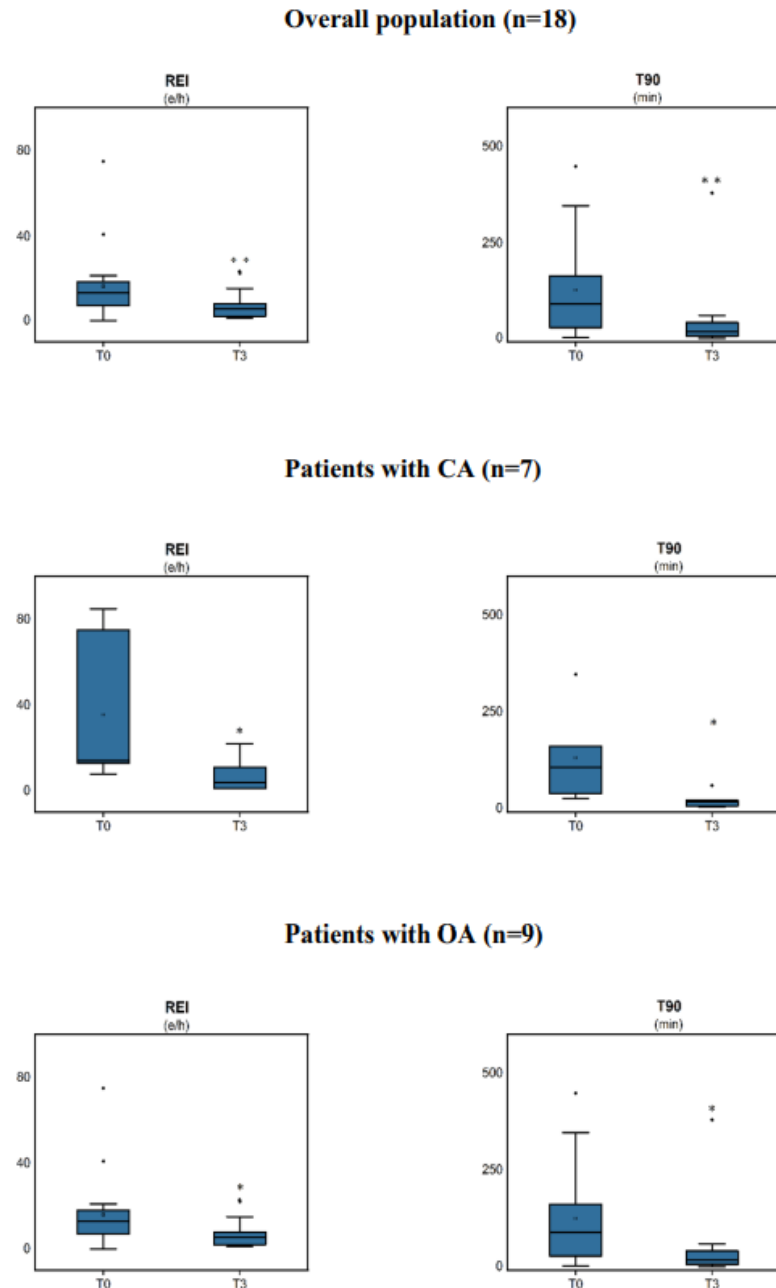 Overall population (n=18)
REI
(e/h)
80
40
0
**
T0
T3
T90
(min)
500
250
0
**
T0
T3
Patients with CA (n=7)
REI
(e/h)
80
40
0
*
T0
T3
T90
(min)
500
250
0
*
T0
T3
Patients with OA (n=9)
REI
(e/h)
80
40
0
*
T0
T3
T90
(min)
500
250
0
*
T0
T3